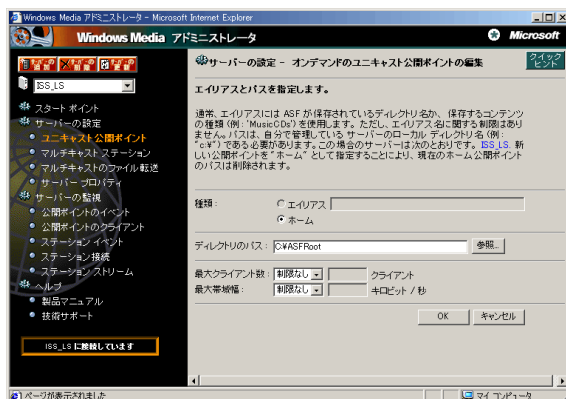 Windows Media アドミニストレータ - Microsoft Internet Explorer
Windows Media アドミニストレータ
Microsoft
ISS_LS
スタート ポイント
サーバーの設定
ユニキャスト公開ポイント
マルチキャスト ステーション
マルチキャストのファイル転送
サーバー プロパティ
サーバーの監視
公開ポイントのイベント
公開ポイントのクライアント
ステーション イベント
ステーション接続
ステーション ストリーム
ヘルプ
製品マニュアル
技術サポート
ISS_LS に接続しています
サーバーの設定 - オンデマンドのユニキャスト公開ポイントの編集
クイックヒント
エイリアスとパスを指定します。
通常、エイリアスには ASF が保存されているディレクトリ名か、保存するコンテンツ
の種類 (例: 'MusicCDs') を使用します。ただし、エイリアス名に関する制限はあり
ません。パスは、自分で管理している サーバーのローカル ディレクトリ名 (例:
"c:¥") である必要があります。この場合のサーバーは次のとおりです。ISS_LS. 新
しい公開ポイントを "ホーム" として指定することにより、現在のホーム公開ポイント
のパスは削除されます。
種類:
エイリアス
ホーム
ディレクトリのパス:
C:¥ASFRoot
参照...
最大クライアント数:
制限なし
クライアント
最大帯域幅:
制限なし
キロビット / 秒
OK
キャンセル
ページが表示されました
マイ コンピュータ